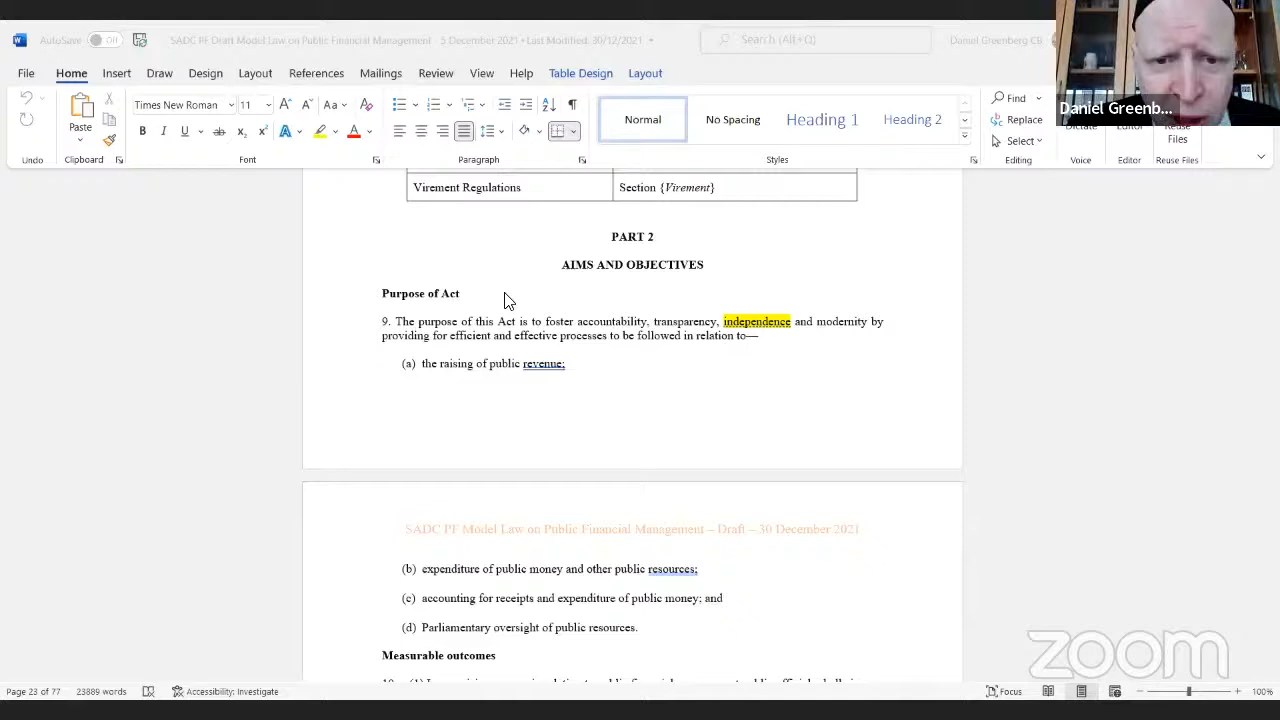 AutoSave Off SADC PF Draft Model Law on Public Financial Management - 5 December 2021 • Last Modified: 30/12/2021 Search (Alt+Q) Daniel Greenberg CB
File Home Insert Draw Design Layout References Mailings Review View Help Table Design Layout
Daniel Greenb...
Times New Roman 11 Aa
Paste
Normal No Spacing Heading 1 Heading 2
Find
Replace
Select
Dictate Editor Reuse Files
Undo Clipboard Font Paragraph Styles Editing Voice Editor Reuse Files
Virement Regulations Section {Virement}
PART 2
AIMS AND OBJECTIVES
Purpose of Act
9. The purpose of this Act is to foster accountability, transparency, independence and modernity by
providing for efficient and effective processes to be followed in relation to—
(a) the raising of public revenue;
SADC PF Model Law on Public Financial Management – Draft – 30 December 2021
(b) expenditure of public money and other public resources;
(c) accounting for receipts and expenditure of public money; and
(d) Parliamentary oversight of public resources.
Measurable outcomes
zoom
Page 23 of 77 23889 words Accessibility: Investigate Focus 100%